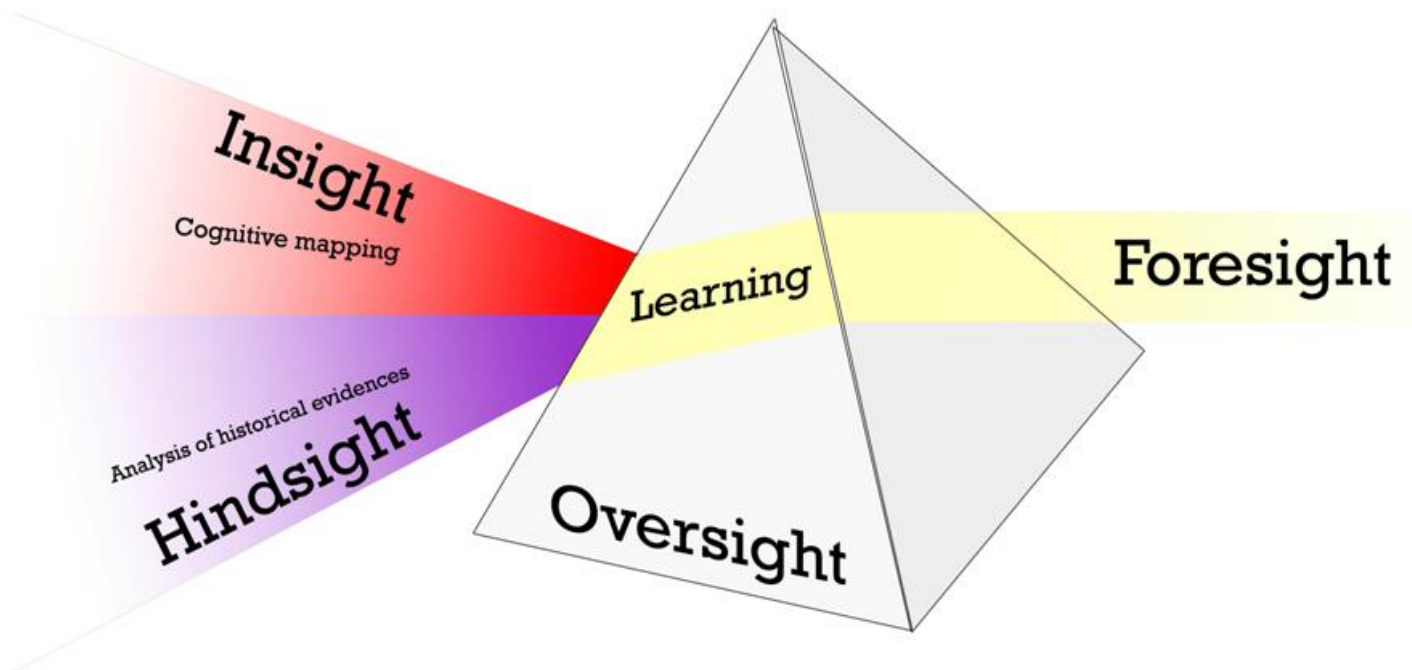 Insight
Cognitive mapping
Analysis of historical evidences
Hindsight
Learning
Oversight
Foresight